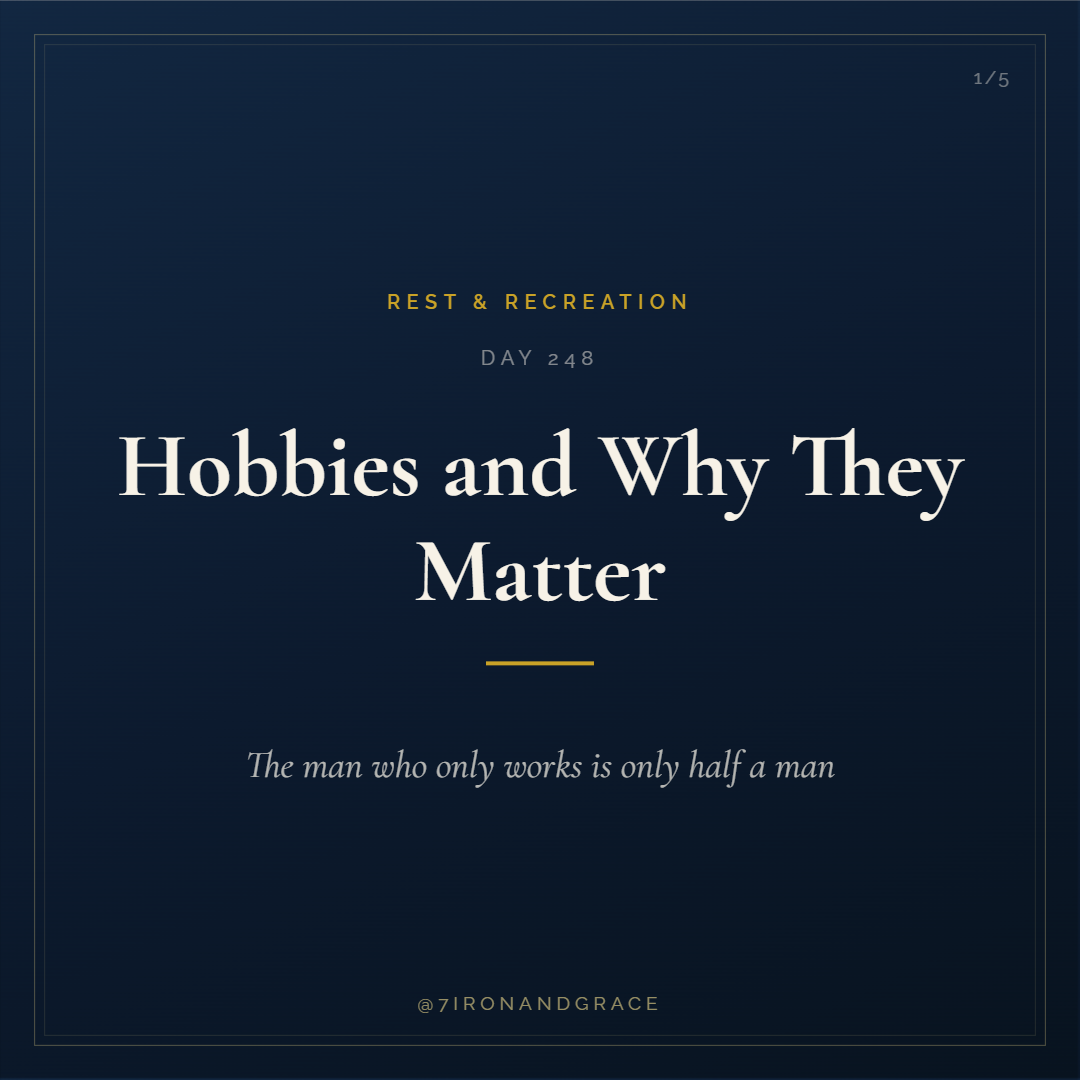 1/5
REST & RECREATION
DAY 248
Hobbies and Why They
Matter
The man who only works is only half a man
@7IRONANDGRACE